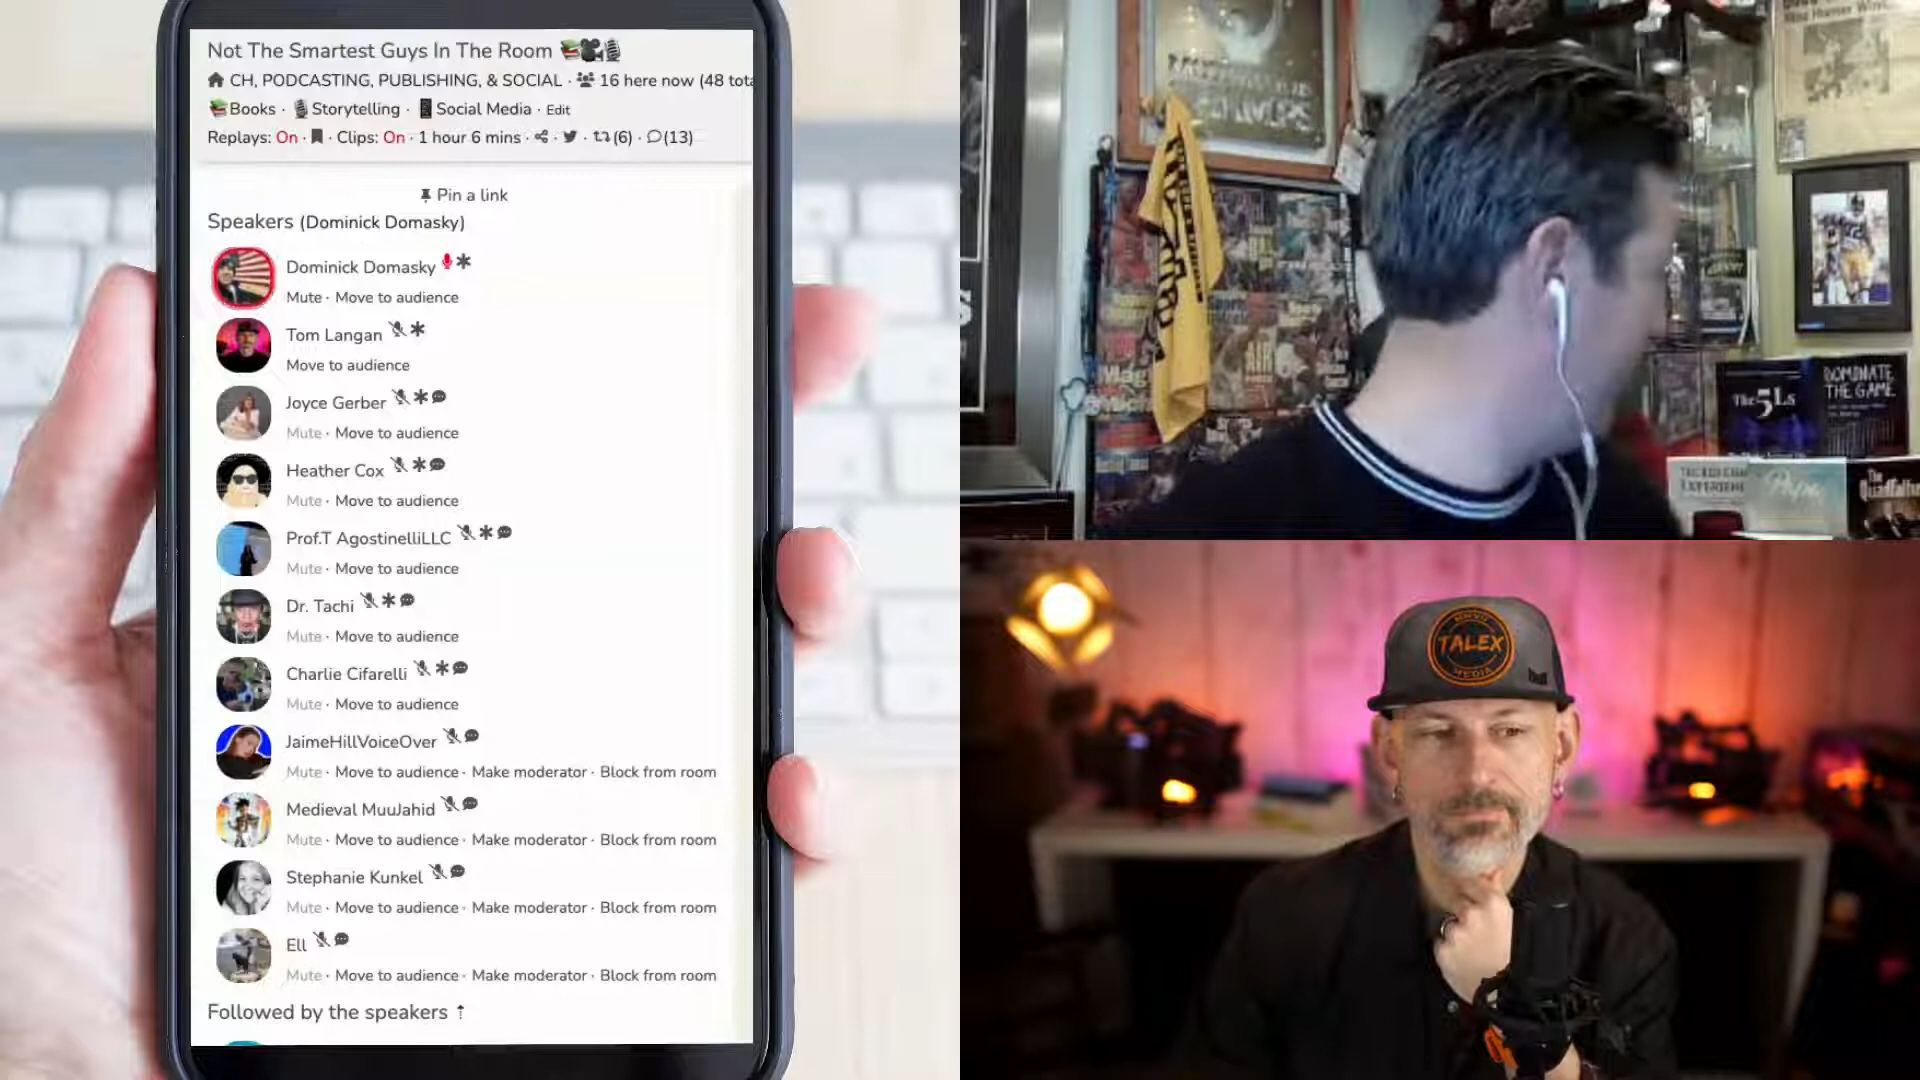 Not The Smartest Guys In The Room
CH, PODCASTING, PUBLISHING, & SOCIAL · 16 here now (48 tota
Books · Storytelling · Social Media · Edit
Replays: On · Clips: On · 1 hour 6 mins · (6) · (13)
Pin a link
Speakers (Dominick Domasky)
Dominick Domasky
Mute · Move to audience
Tom Langan
Move to audience
Joyce Gerber
Mute · Move to audience
Heather Cox
Mute · Move to audience
Prof.T AgostinelliLLC
Mute · Move to audience
Dr. Tachi
Mute · Move to audience
Charlie Cifarelli
Mute · Move to audience
JaimeHillVoiceOver
Mute · Move to audience · Make moderator · Block from room
Medieval MuuJahid
Mute · Move to audience · Make moderator · Block from room
Stephanie Kunkel
Mute · Move to audience · Make moderator · Block from room
Ell
Mute · Move to audience · Make moderator · Block from room
Followed by the speakers ↑
The 5Ls
DOMINATE
THE GAME
EXPERIENCE
The
TALEX
MEDIA